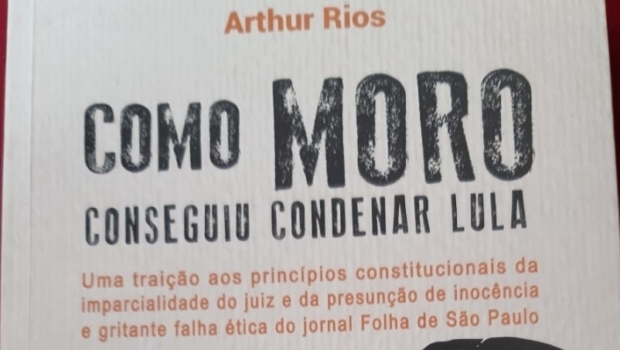 Arthur Rios
COMO MORO
CONSEGUIU CONDENAR LULA
Uma traição aos princípios constitucionais da
imparcialidade do juiz e da presunção de inocência
e gritante falha ética do jornal Folha de São Paulo